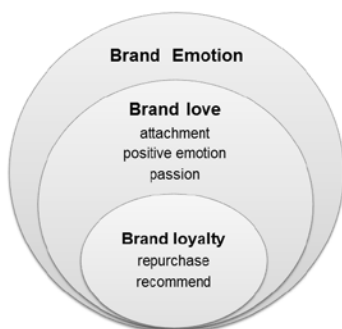 Brand Emotion
Brand love
attachment
positive emotion
passion
Brand loyalty
repurchase
recommend